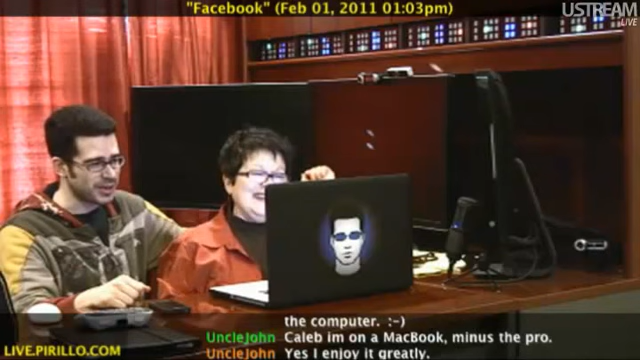 "Facebook" (Feb 01, 2011 01:03pm)
USTREAM
LIVE
the computer. :-)
UncleJohn Caleb im on a MacBook, minus the pro.
UncleJohn Yes I enjoy it greatly.
LIVE.PIRILLO.COM